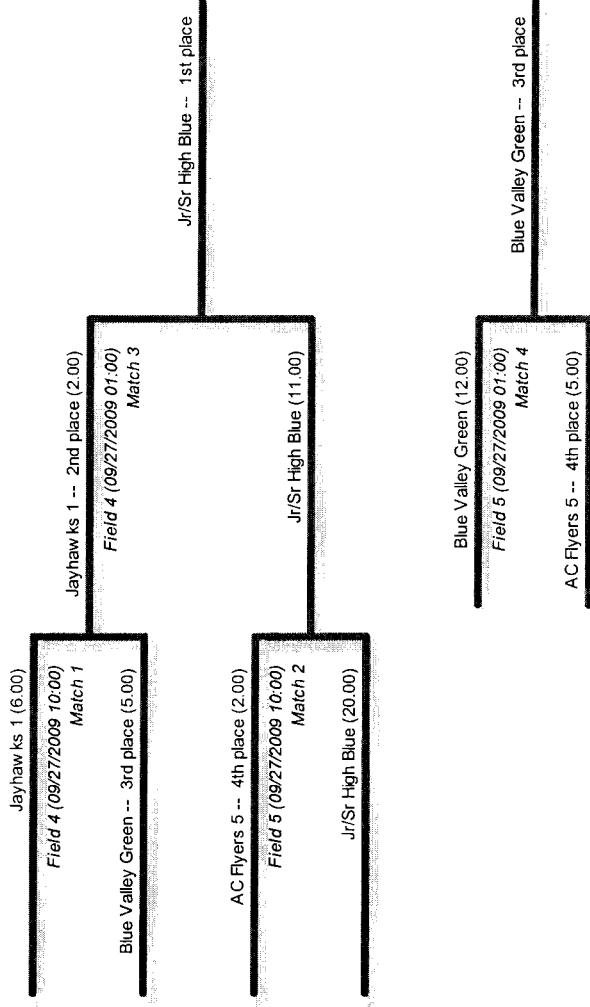 Jayhaw ks 1 (6.00)
Field 4 (09/27/2009 10:00)
Match 1
Blue Valley Green -- 3rd place (5.00)
AC Flyers 5 -- 4th place (2.00)
Field 5 (09/27/2009 10:00)
Match 2
Jr/Sr High Blue (20.00)
Jayhaw ks 1 -- 2nd place (2.00)
Field 4 (09/27/2009 01:00)
Match 3
Jr/Sr High Blue (11.00)
Jr/Sr High Blue -- 1st place
Blue Valley Green (12.00)
Field 5 (09/27/2009 01:00)
Match 4
AC Flyers 5 -- 4th place (5.00)
Blue Valley Green -- 3rd place